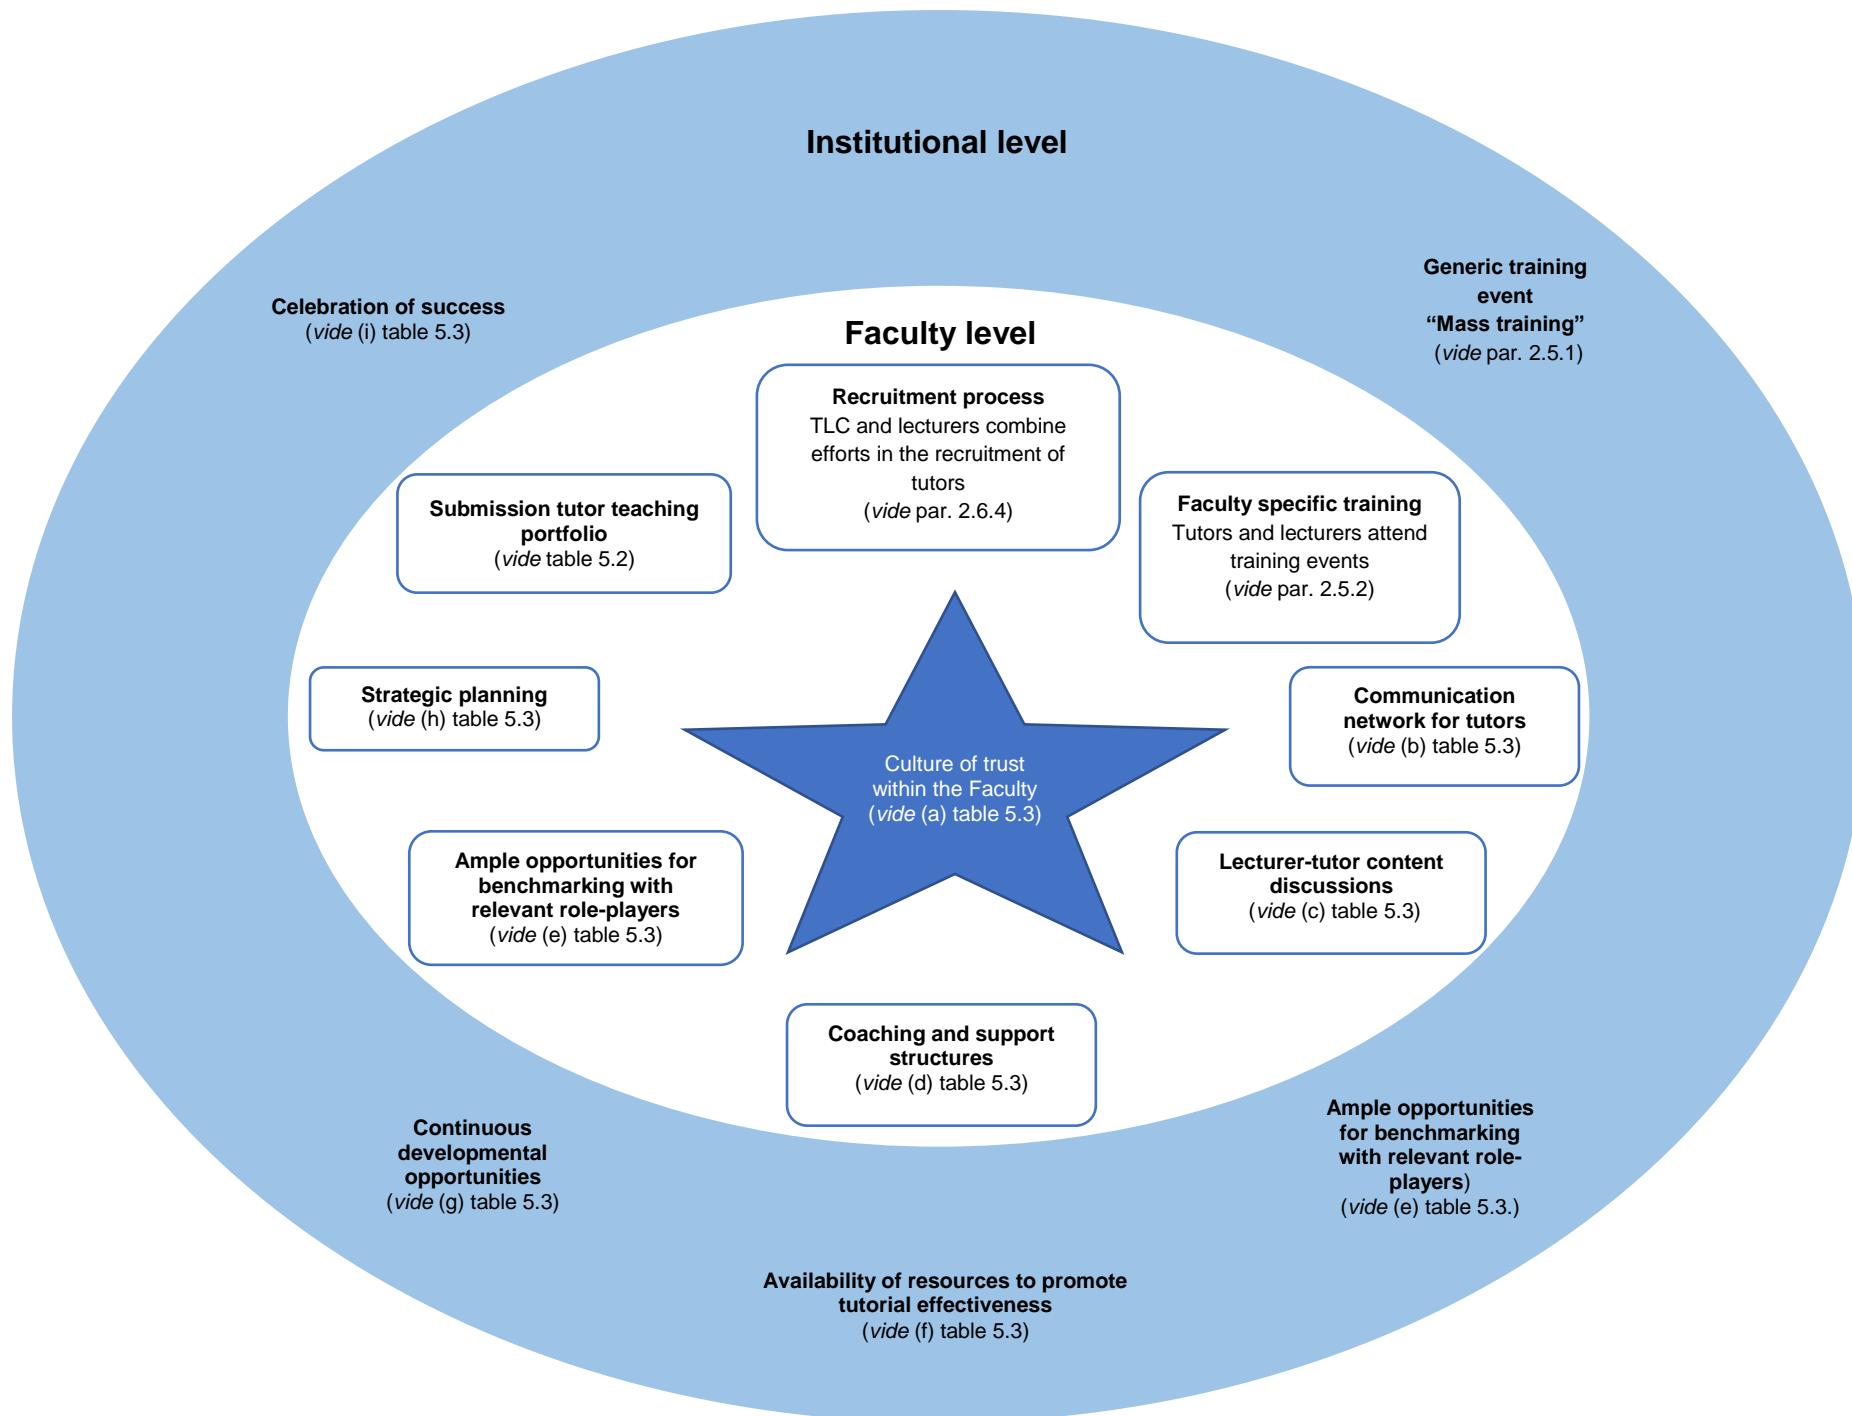 Institutional level
Celebration of success
(vide (i) table 5.3)
Generic training
event
“Mass training”
(vide par. 2.5.1)
Faculty level
Recruitment process
TLC and lecturers combine
efforts in the recruitment of
tutors
(vide par. 2.6.4)
Submission tutor teaching
portfolio
(vide table 5.2)
Faculty specific training
Tutors and lecturers attend
training events
(vide par. 2.5.2)
Strategic planning
(vide (h) table 5.3)
Communication
network for tutors
(vide (b) table 5.3)
Culture of trust
within the Faculty
(vide (a) table 5.3)
Ample opportunities for
benchmarking with
relevant role-players
(vide (e) table 5.3)
Lecturer-tutor content
discussions
(vide (c) table 5.3)
Coaching and support
structures
(vide (d) table 5.3)
Continuous
developmental
opportunities
(vide (g) table 5.3)
Ample opportunities
for benchmarking
with relevant role-
players)
(vide (e) table 5.3.)
Availability of resources to promote
tutorial effectiveness
(vide (f) table 5.3)